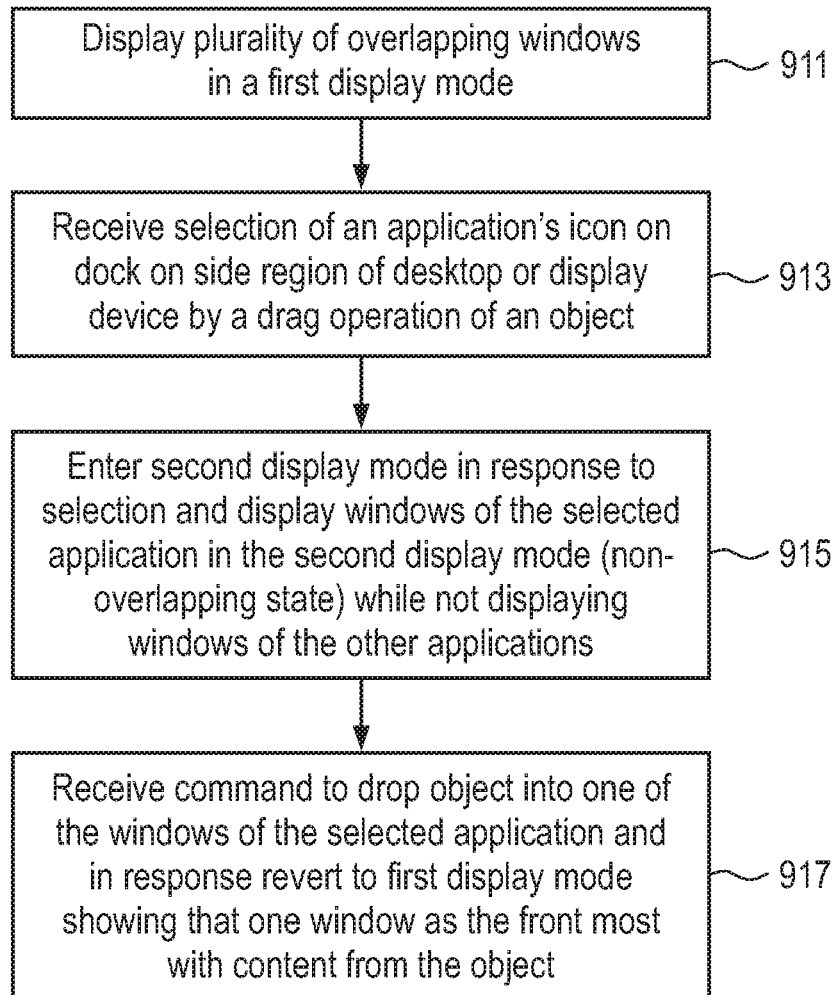 Display plurality of overlapping windows
in a first display mode
911
Receive selection of an application's icon on
dock on side region of desktop or display
device by a drag operation of an object
913
Enter second display mode in response to
selection and display windows of the selected
application in the second display mode (non-
overlapping state) while not displaying
windows of the other applications
915
Receive command to drop object into one of
the windows of the selected application and
in response revert to first display mode
showing that one window as the front most
with content from the object
917